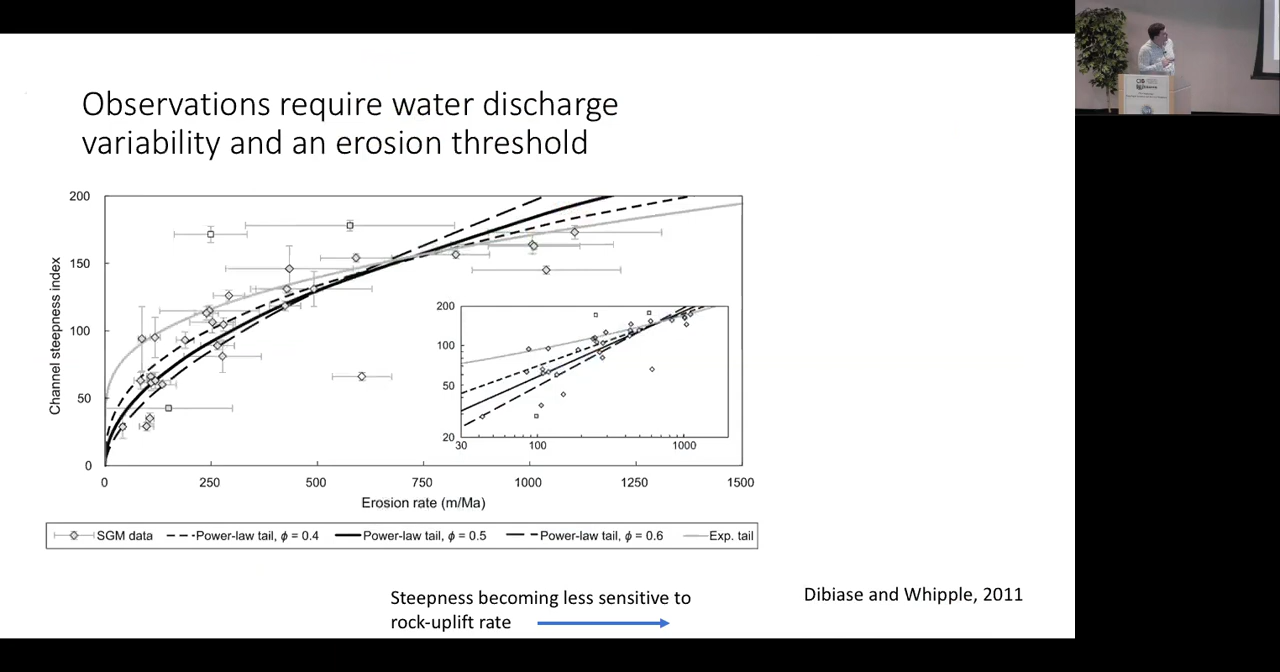 Observations require water discharge
variability and an erosion threshold
Channel steepness index
200
150
100
50
0
0 250 500 750 1000 1250 1500
Erosion rate (m/Ma)
200
100
50
20
30 100 1000
SGM data Power-law tail, ϕ = 0.4 Power-law tail, ϕ = 0.5 Power-law tail, ϕ = 0.6 Exp. tail
Steepness becoming less sensitive to
rock-uplift rate
Dibiase and Whipple, 2011